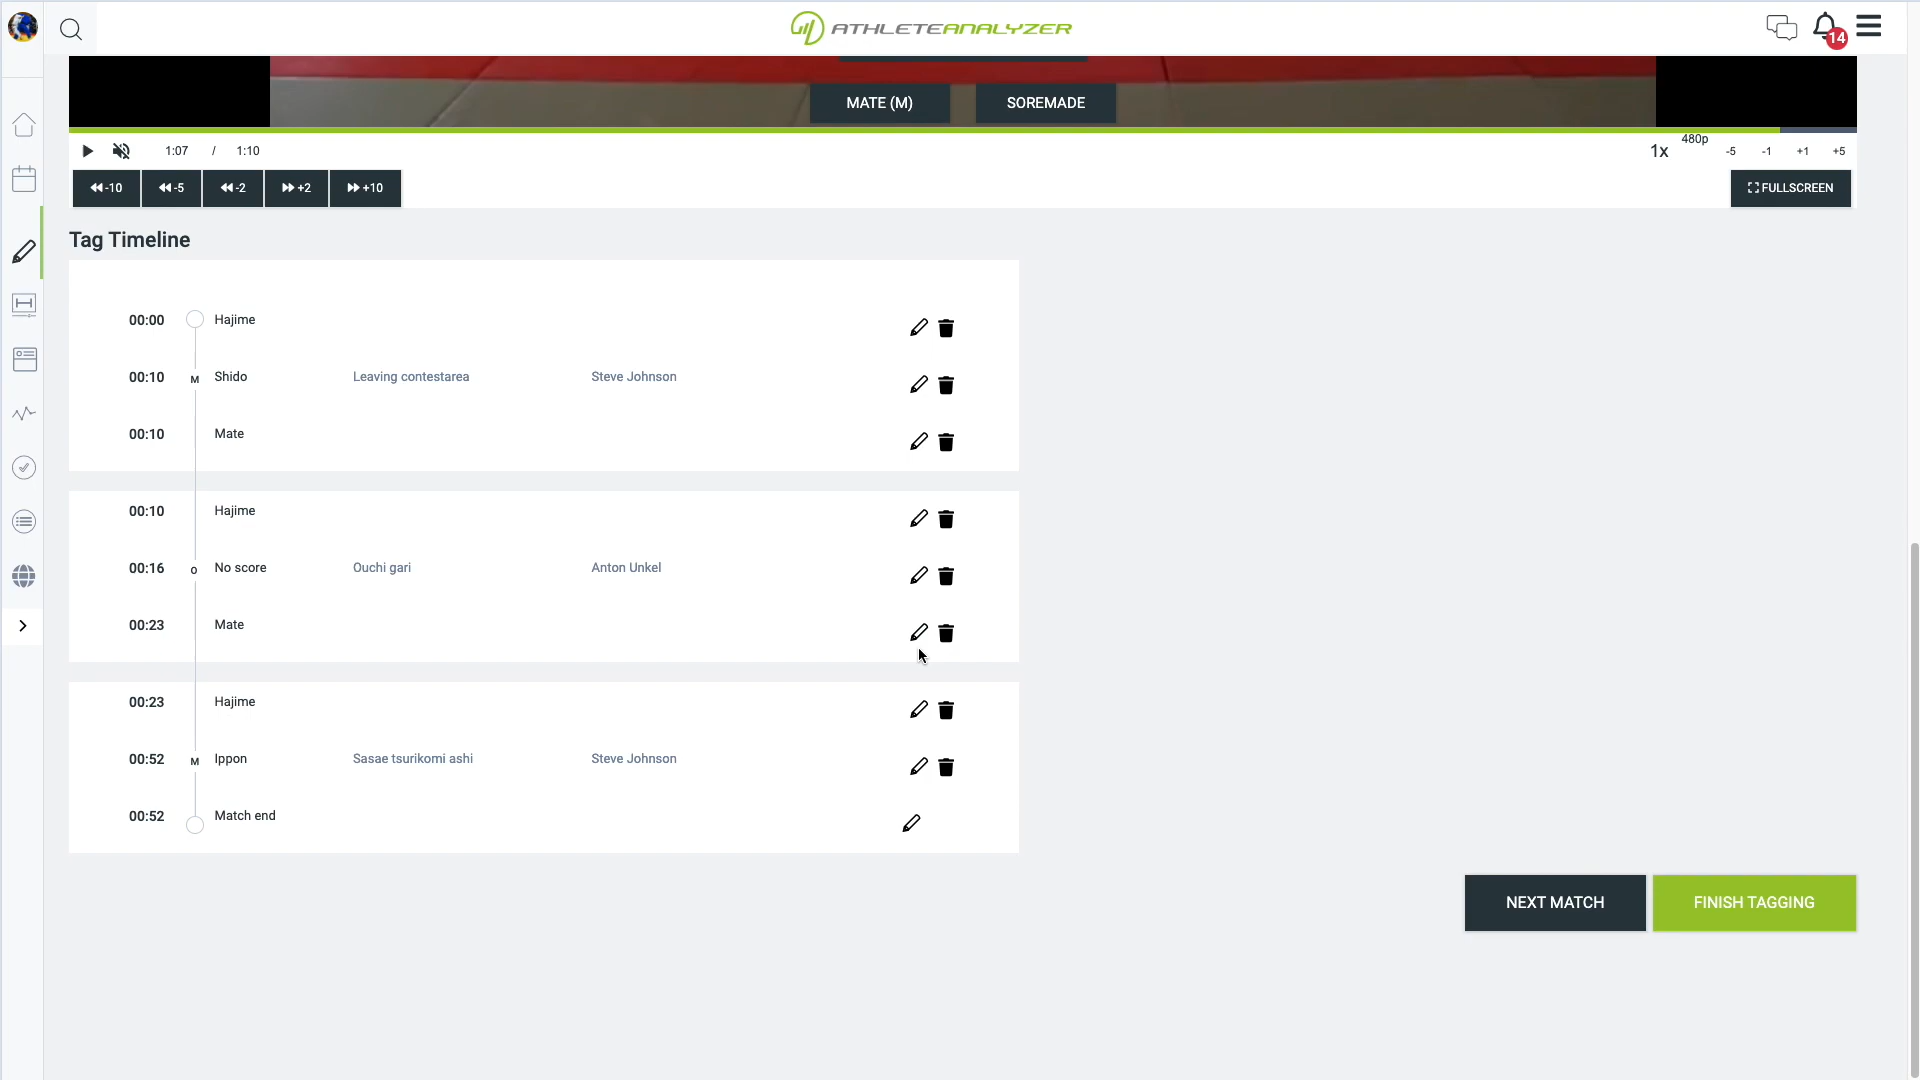 ATHLETEANALYZER
14
MATE (M) SOREMADE
1:07 / 1:10 1x 480p -5 -1 +1 +5
-10 -5 -2 +2 +10 FULLSCREEN
Tag Timeline
00:00 Hajime
00:10 M Shido Leaving contestarea Steve Johnson
00:10 Mate
00:10 Hajime
00:16 O No score Ouchi gari Anton Unkel
00:23 Mate
00:23 Hajime
00:52 M Ippon Sasae tsurikomi ashi Steve Johnson
00:52 Match end
NEXT MATCH FINISH TAGGING